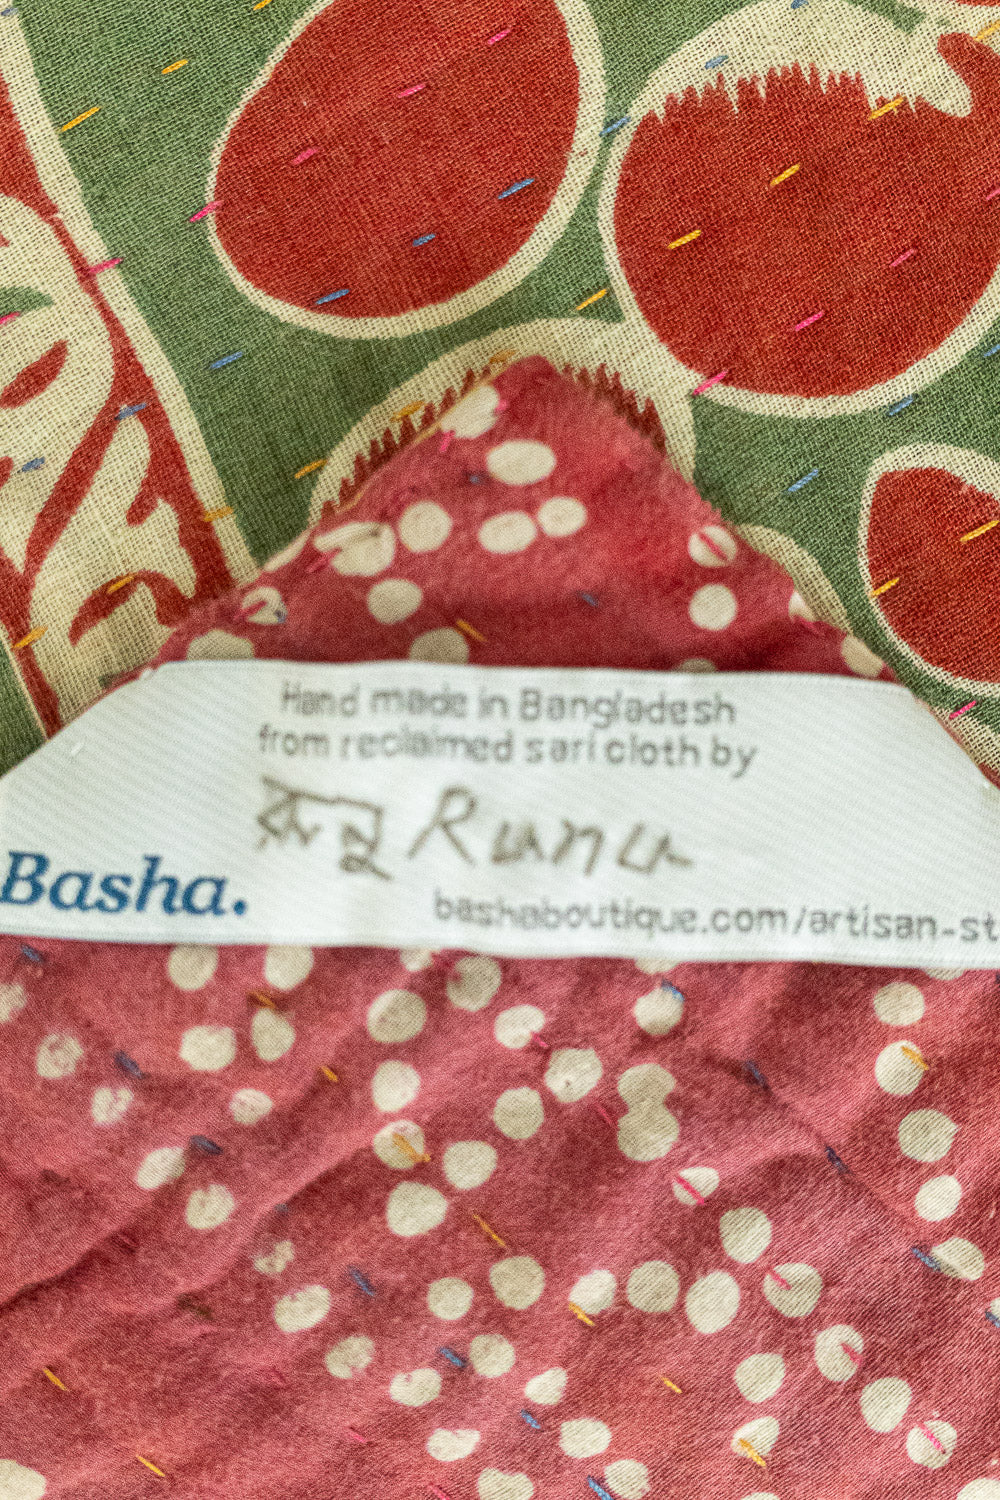 Hand made in Bangladesh
from reclaimed sari cloth by
রুনু Runu
Basha.
bashaboutique.com/artisan-st